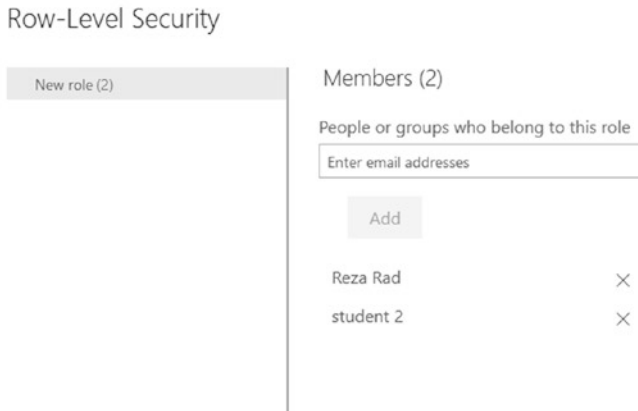 Row-Level Security
New role (2)
Members (2)
People or groups who belong to this role
Enter email addresses
Add
Reza Rad
student 2